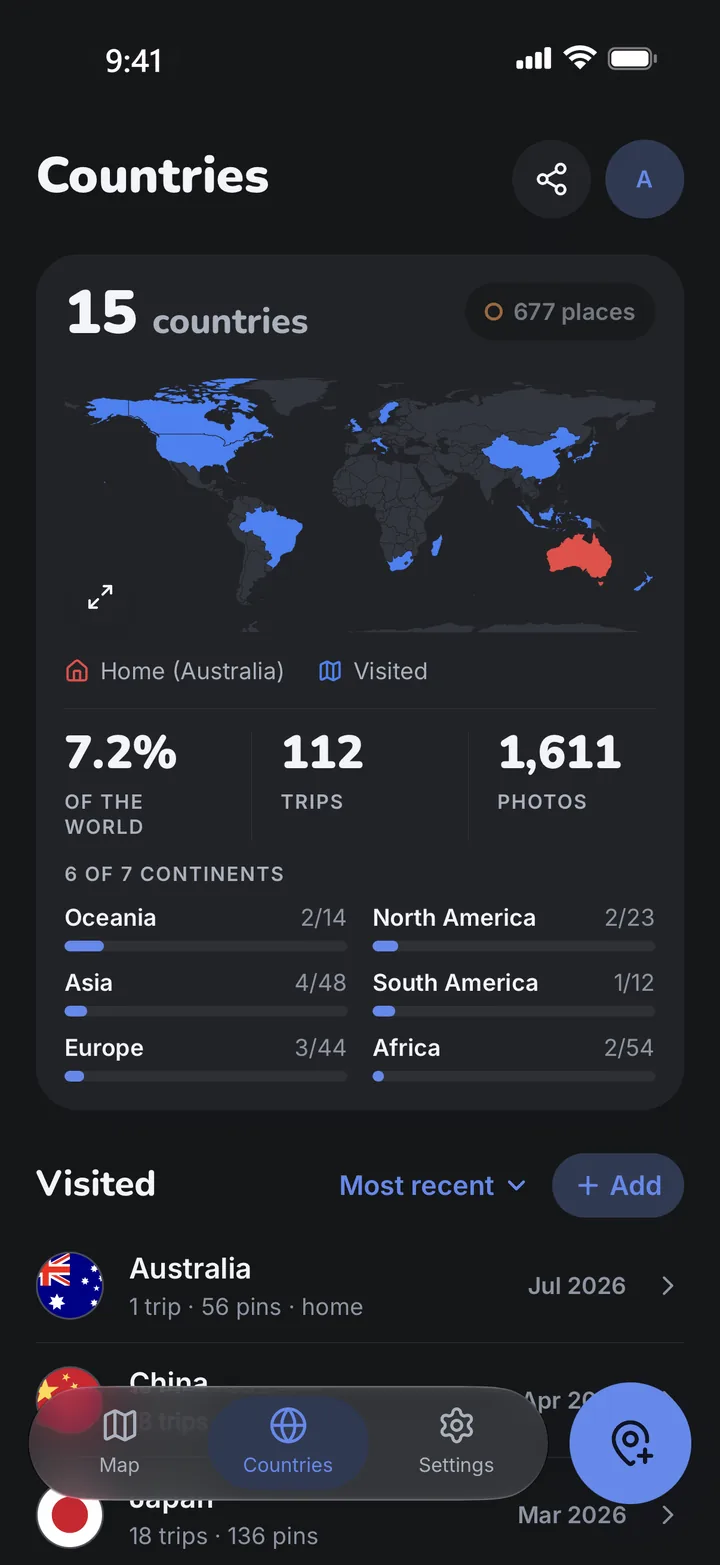 9:41
Countries
A
15 countries
677 places
Home (Australia)
Visited
7.2%
OF THE
WORLD
112
TRIPS
1,611
PHOTOS
6 OF 7 CONTINENTS
Oceania 2/14
North America 2/23
Asia 4/48
South America 1/12
Europe 3/44
Africa 2/54
Visited
Most recent
+ Add
Australia
1 trip · 56 pins · home
Jul 2026
China
trips
Apr
Map
Countries
Settings
Japan
18 trips · 136 pins
Mar 2026